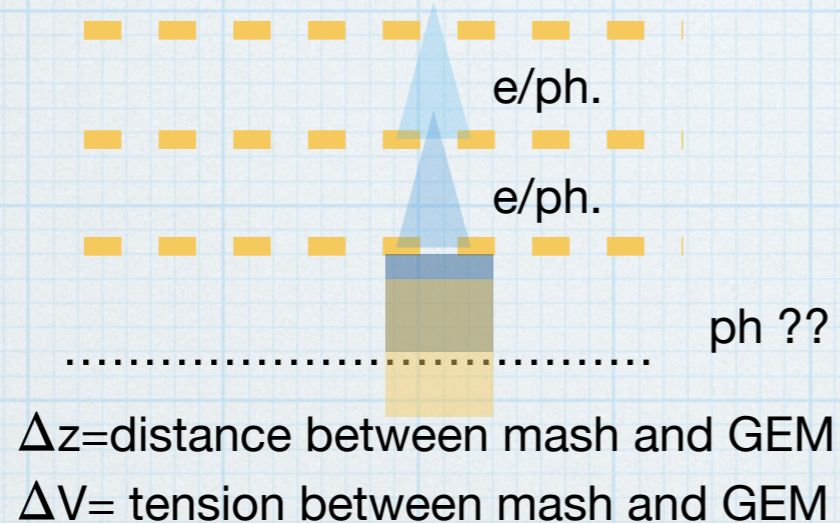 e/ph.
e/ph.
ph ??
Δz=distance between mash and GEM
ΔV= tension between mash and GEM